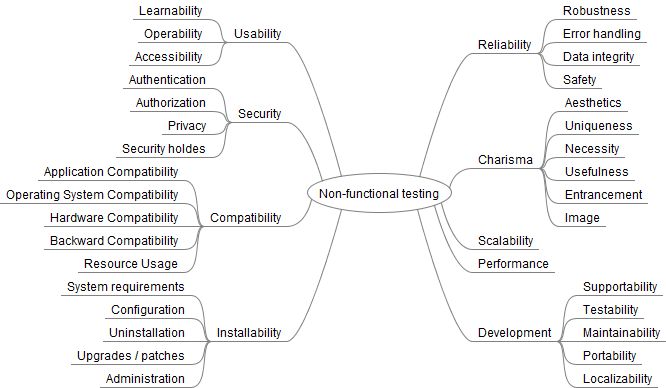 Non-functional testing
Usability
Learnability
Operability
Accessibility
Security
Authentication
Authorization
Privacy
Security holdes
Compatibility
Application Compatibility
Operating System Compatibility
Hardware Compatibility
Backward Compatibility
Resource Usage
Installability
System requirements
Configuration
Uninstallation
Upgrades / patches
Administration
Reliability
Robustness
Error handling
Data integrity
Safety
Charisma
Aesthetics
Uniqueness
Necessity
Usefulness
Entrancement
Image
Scalability
Performance
Development
Supportability
Testability
Maintainability
Portability
Localizability